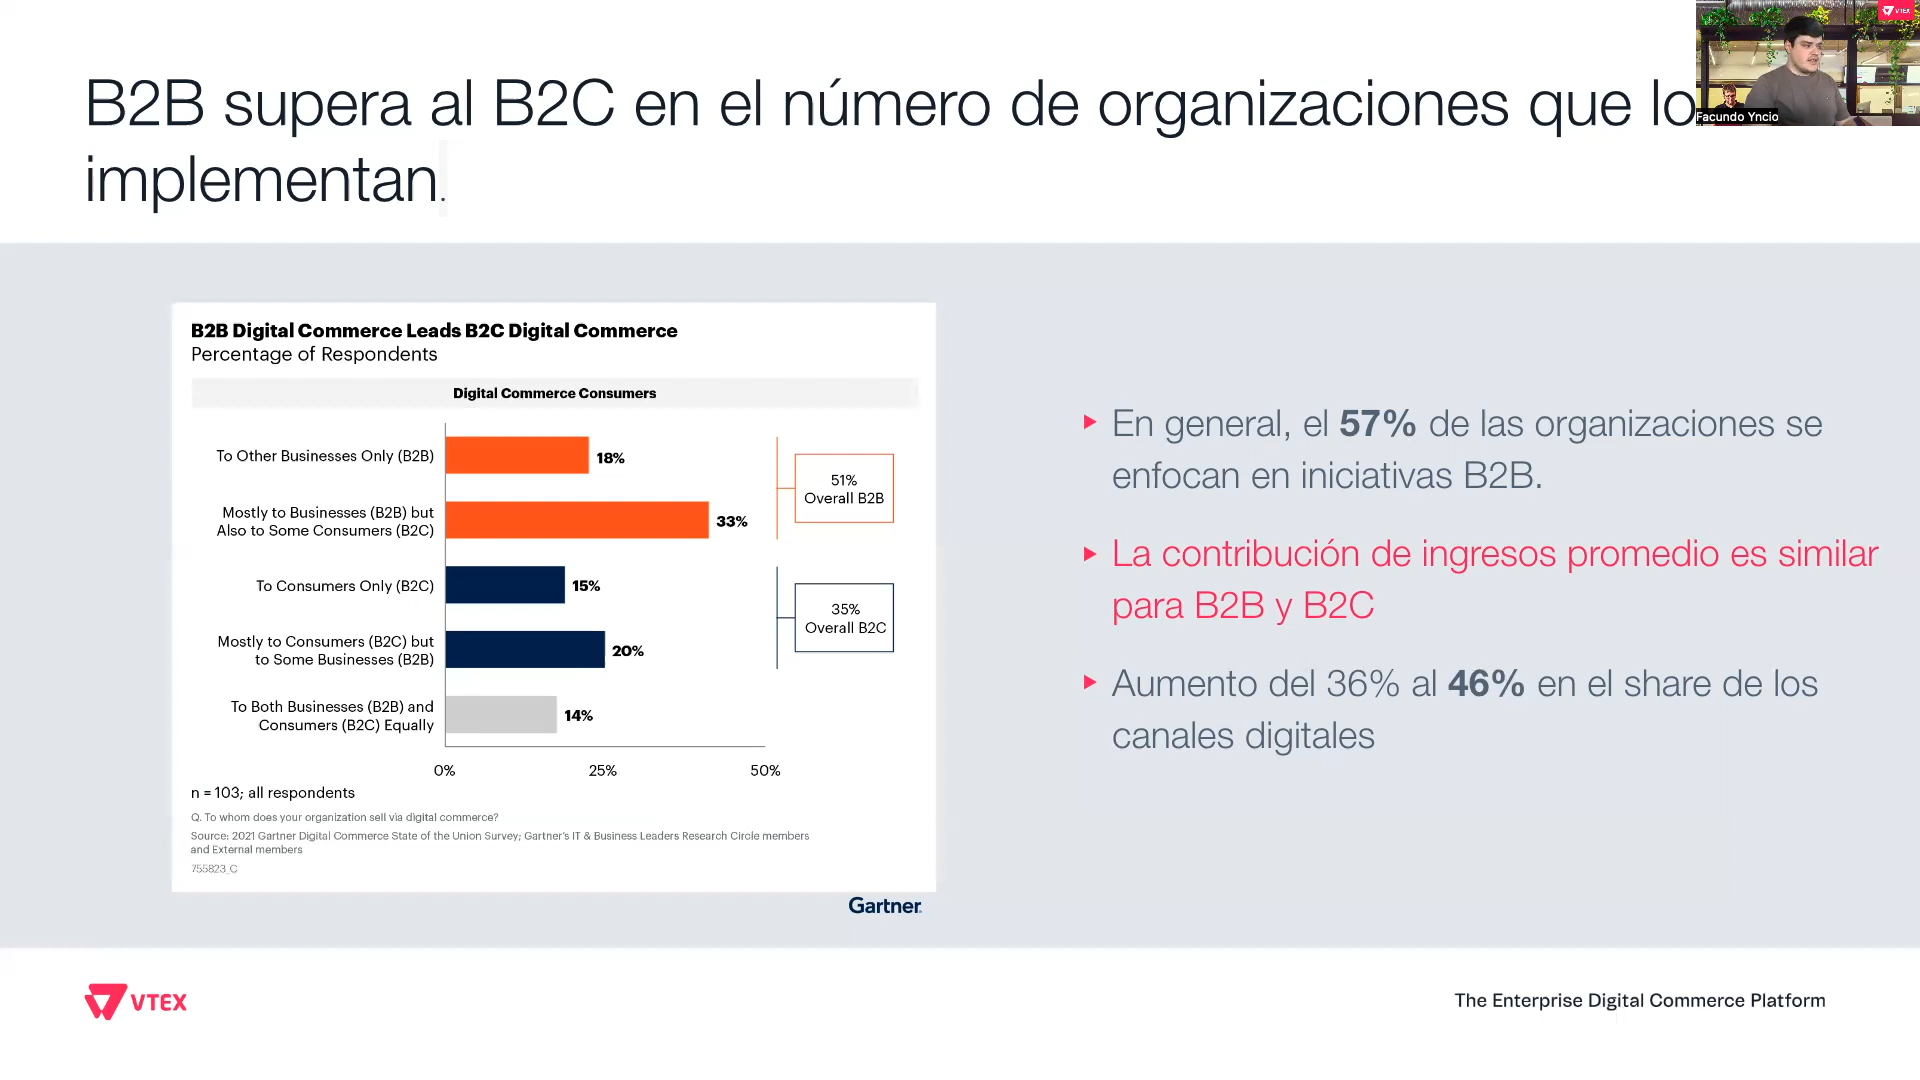 B2B supera al B2C en el número de organizaciones que lo
implementan.
VTEX
Facundo Yncio
B2B Digital Commerce Leads B2C Digital Commerce
Percentage of Respondents
Digital Commerce Consumers
To Other Businesses Only (B2B)
18%
Mostly to Businesses (B2B) but
Also to Some Consumers (B2C)
33%
51%
Overall B2B
To Consumers Only (B2C)
15%
Mostly to Consumers (B2C) but
to Some Businesses (B2B)
20%
35%
Overall B2C
To Both Businesses (B2B) and
Consumers (B2C) Equally
14%
0% 25% 50%
n = 103; all respondents
Q. To whom does your organization sell via digital commerce?
Source: 2021 Gartner Digital Commerce State of the Union Survey; Gartner's IT & Business Leaders Research Circle members
and External members
755823_C
Gartner
En general, el 57% de las organizaciones se
enfocan en iniciativas B2B.
La contribución de ingresos promedio es similar
para B2B y B2C
Aumento del 36% al 46% en el share de los
canales digitales
VTEX
The Enterprise Digital Commerce Platform